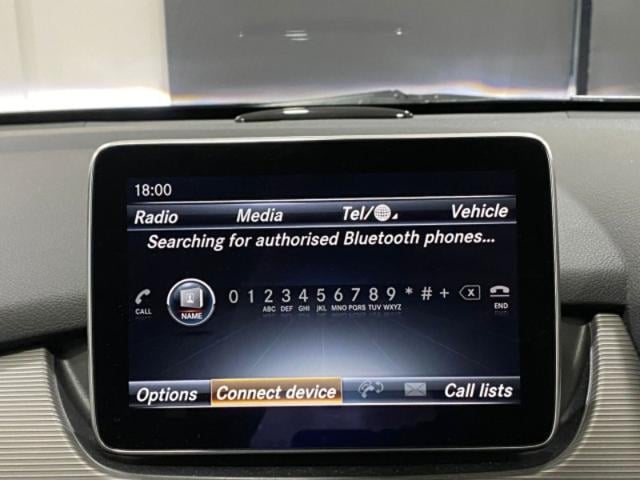 18:00
Radio Media Tel/ Vehicle
Searching for authorised Bluetooth phones...
0 1 2 3 4 5 6 7 8 9 * # +
ABC DEF GHI JKL MNO PQRS TUV WXYZ
CALL NAME END
Options Connect device Call lists